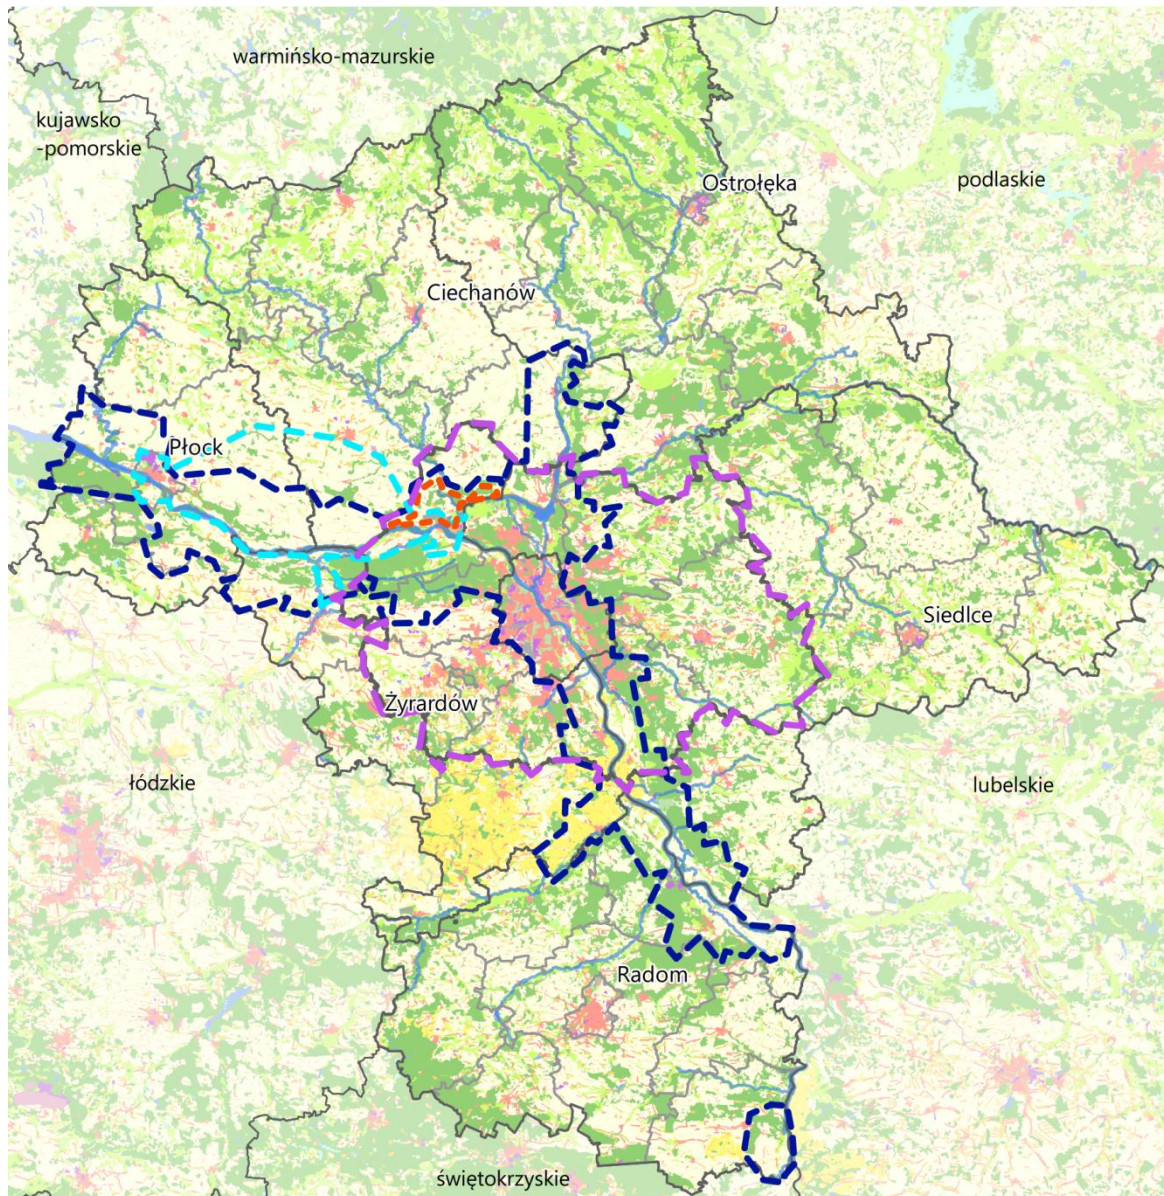 warmińsko-mazurskie
kujawsko
-pomorskie
podlaskie
Ostrołęka
Ciechanów
Płock
Siedlce
Żyrardów
łódzkie
lubelskie
Radom
świętokrzyskie